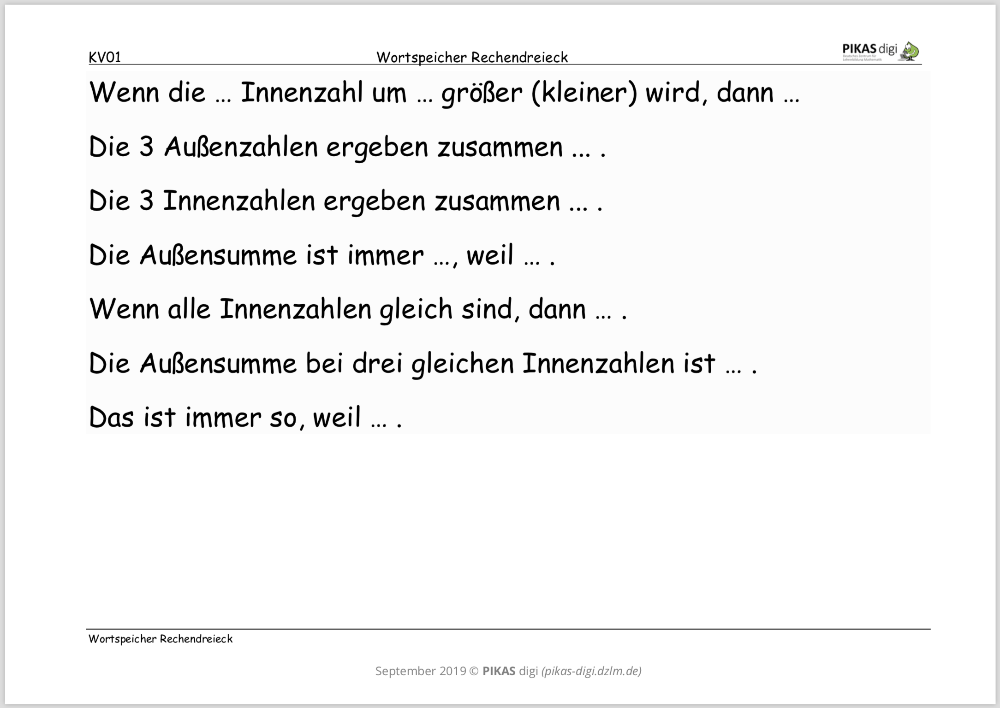 KV01
Wortspeicher Rechendreieck
PIKAS digi
Deutsches Zentrum für
Lehrerbildung Mathematik
Wenn die … Innenzahl um … größer (kleiner) wird, dann …
Die 3 Außenzahlen ergeben zusammen ... .
Die 3 Innenzahlen ergeben zusammen ... .
Die Außensumme ist immer …, weil … .
Wenn alle Innenzahlen gleich sind, dann … .
Die Außensumme bei drei gleichen Innenzahlen ist … .
Das ist immer so, weil … .
Wortspeicher Rechendreieck
September 2019 © PIKAS digi (pikas-digi.dzlm.de)